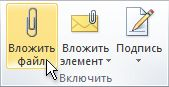 Вложить файл
Вложить элемент
Подпись
Включить